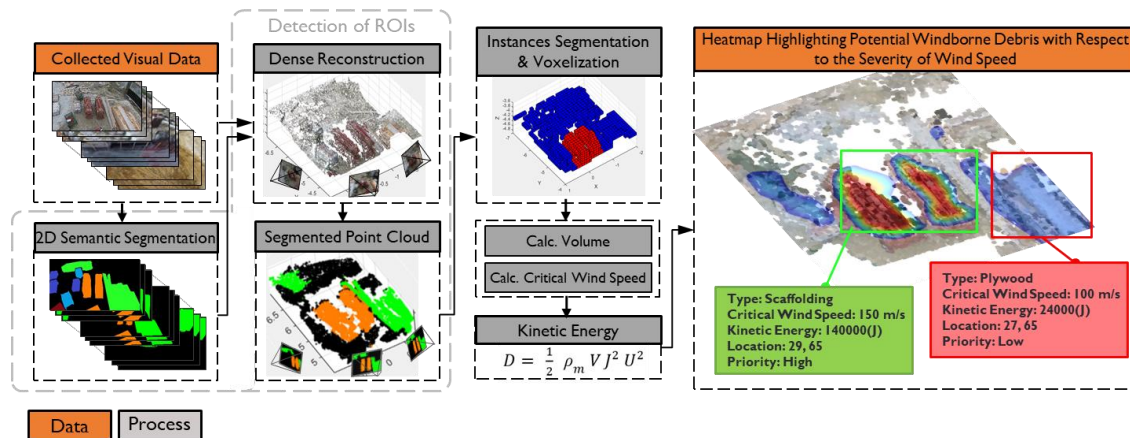 Detection of ROIs
Collected Visual Data
Dense Reconstruction
Instances Segmentation
& Voxelization
Heatmap Highlighting Potential Windborne Debris with Respect
to the Severity of Wind Speed
2D Semantic Segmentation
Segmented Point Cloud
Calc. Volume
Calc. Critical Wind Speed
Kinetic Energy
D = 1/2 ρm V J² U²
Type: Scaffolding
Critical Wind Speed: 150 m/s
Kinetic Energy: 140000(J)
Location: 29, 65
Priority: High
Type: Plywood
Critical Wind Speed: 100 m/s
Kinetic Energy: 24000(J)
Location: 27, 65
Priority: Low
Data
Process